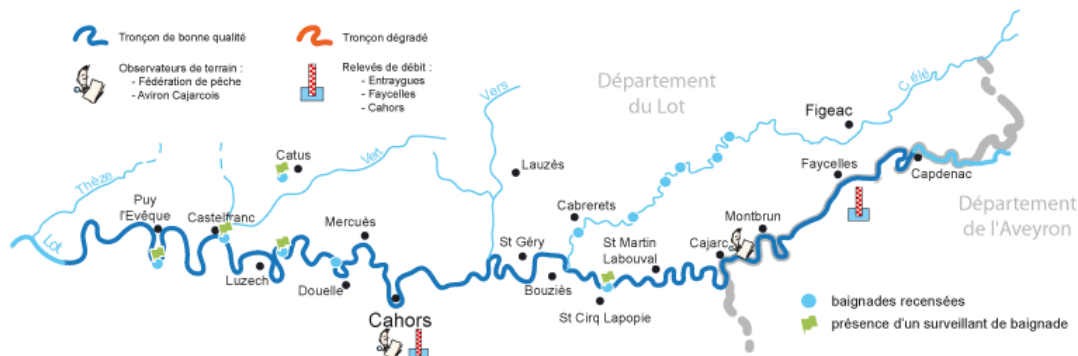 Tronçon de bonne qualité
Tronçon dégradé
Observateurs de terrain :
- Fédération de pêche
- Aviron Cajarcois
Relevés de débit :
- Entraygues
- Faycelles
- Cahors
Département
du Lot
Célé
Vers
Figeac
Catus
Vert
Lauzès
Faycelles
Capdenac
Thèze
Puy
l'Evêque
Castelfranc
Cabrerets
Département
de l'Aveyron
Mercuès
Montbrun
Lot
St Géry
St Martin
Labouval
Cajarc
Luzech
Douelle
Bouziès
St Cirq Lapopie
Cahors
baignades recensées
présence d'un surveillant de baignade